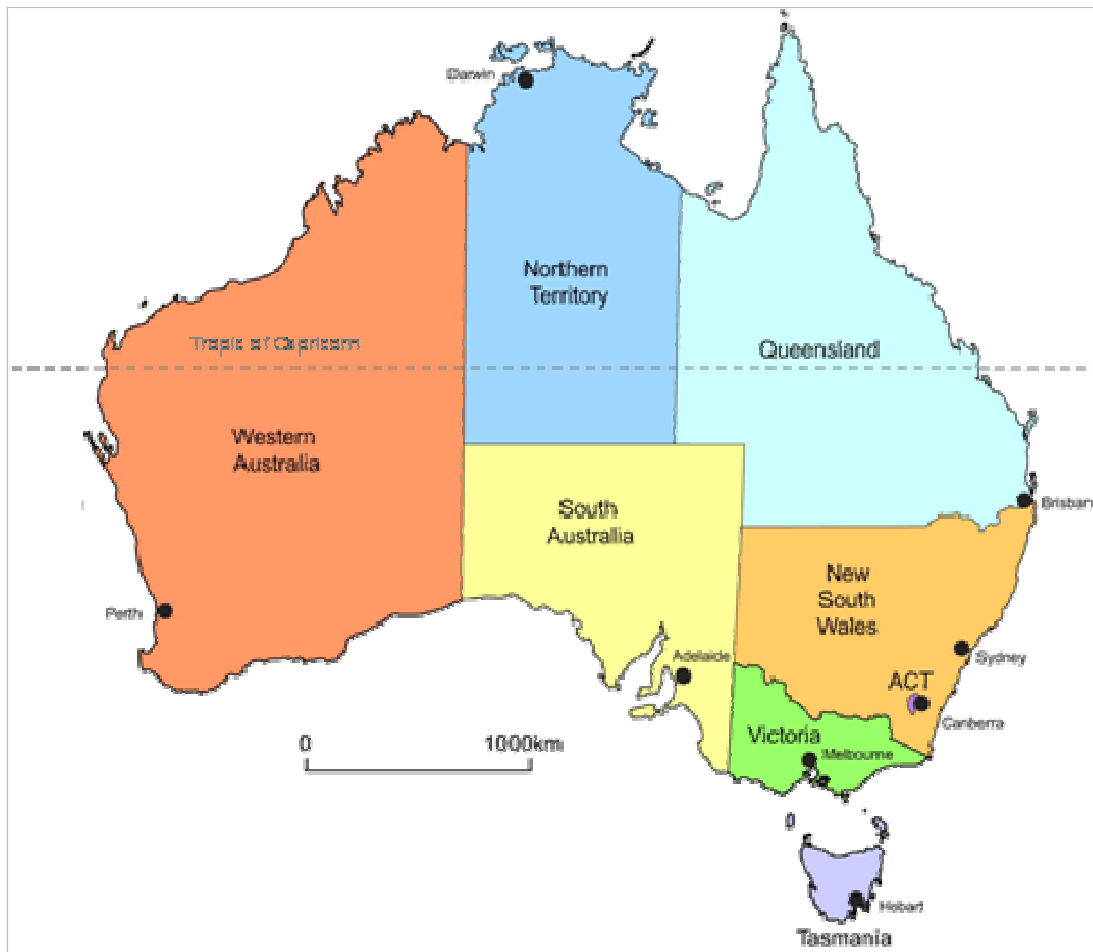 Darwin
Northern
Territory
Tropic of Capricorn
Queensland
Western
Australia
South
Australia
Brisban
New
South
Wales
Perth
Adelaide
Sydney
ACT
Canberra
Victoria
Melbourne
0 1000km
Hobart
Tasmania